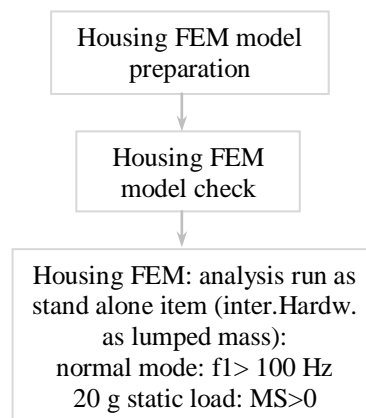 Housing FEM model
preparation
Housing FEM
model check
Housing FEM: analysis run as
stand alone item (inter.Hardw.
as lumped mass):
normal mode: f1> 100 Hz
20 g static load: MS>0